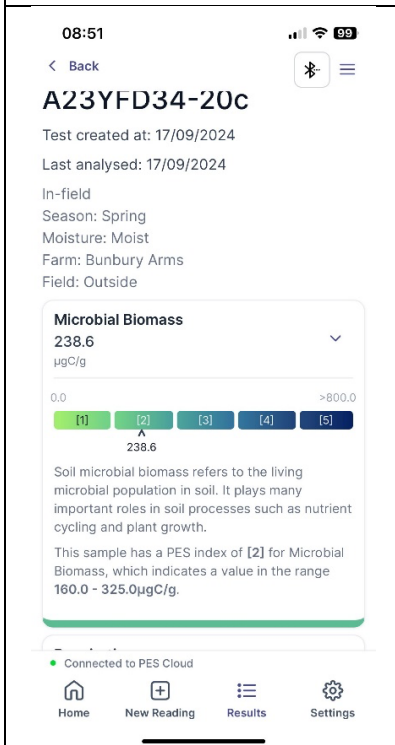 08:51
99
Back
A23YFD34-20c
Test created at: 17/09/2024
Last analysed: 17/09/2024
In-field
Season: Spring
Moisture: Moist
Farm: Bunbury Arms
Field: Outside
Microbial Biomass
238.6
µgC/g
0.0 >800.0
[1] [2] [3] [4] [5]
238.6
Soil microbial biomass refers to the living
microbial population in soil. It plays many
important roles in soil processes such as nutrient
cycling and plant growth.
This sample has a PES index of [2] for Microbial
Biomass, which indicates a value in the range
160.0 - 325.0µgC/g.
Connected to PES Cloud
Home New Reading Results Settings